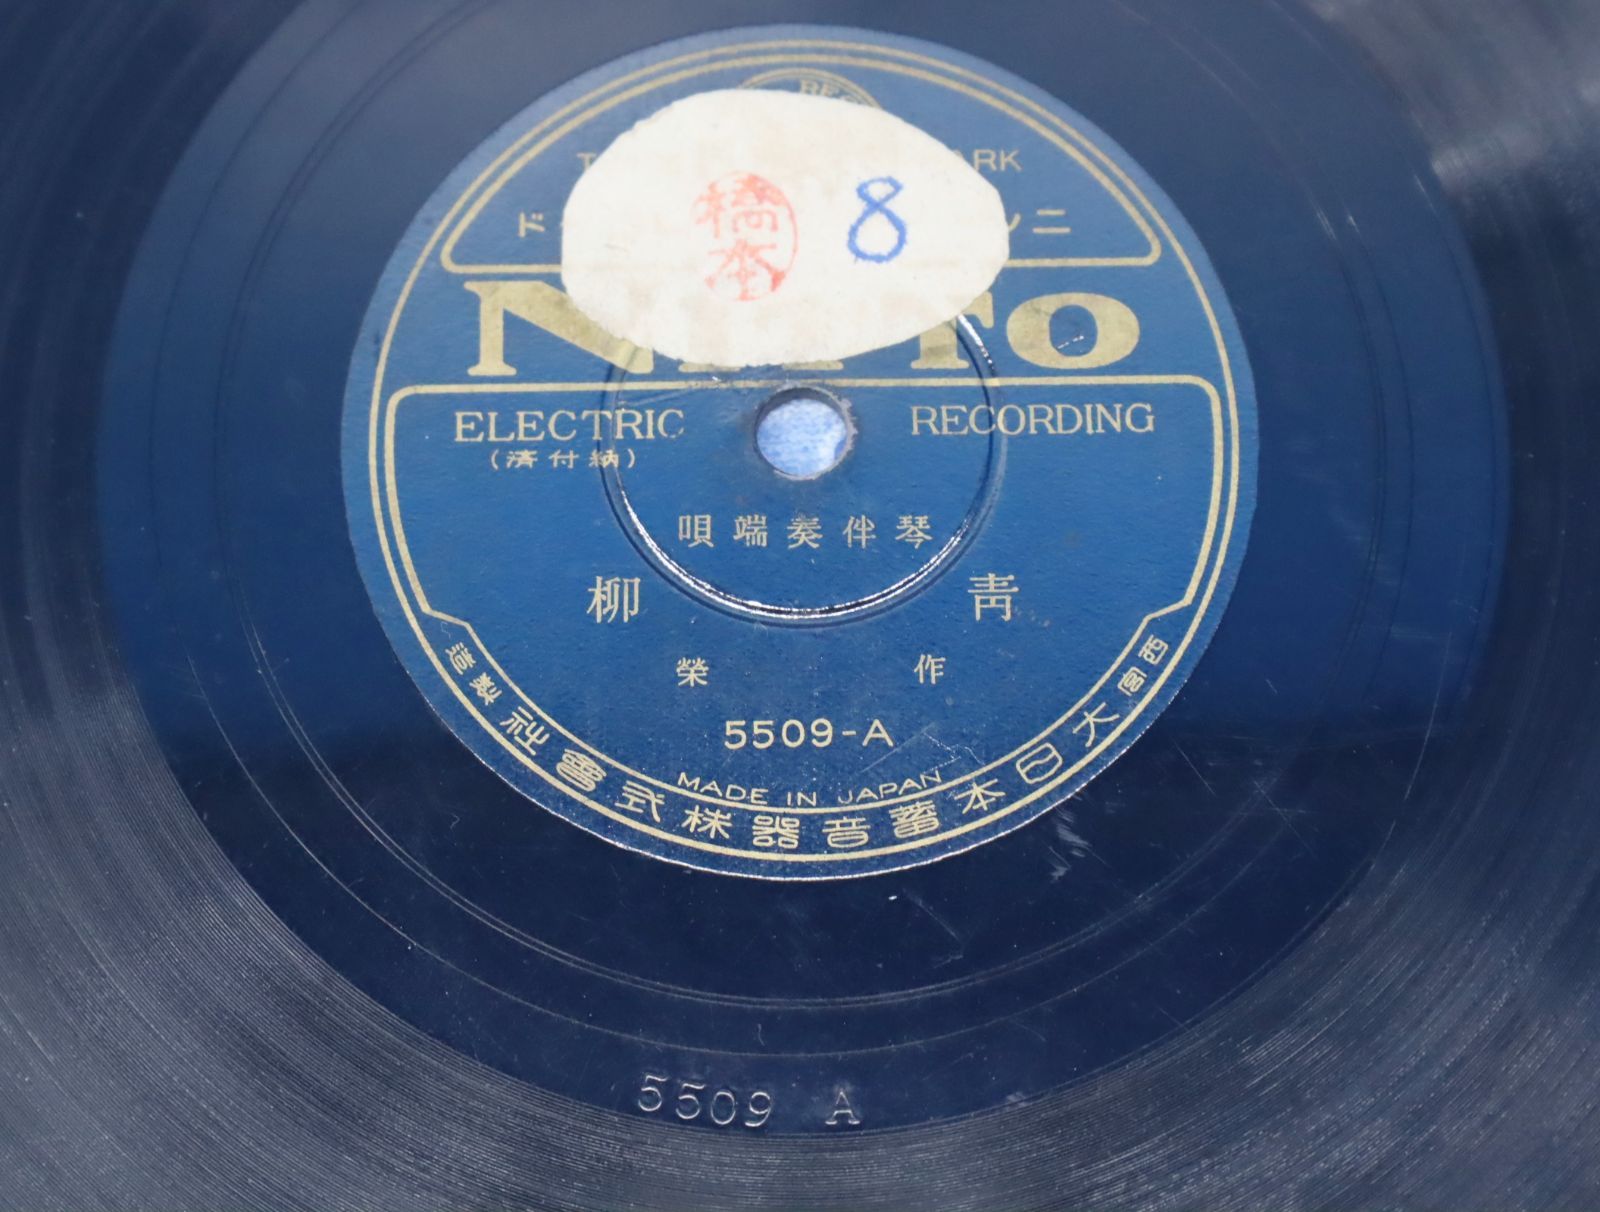 橋本
8
NITTO
ELECTRIC RECORDING
(済付納)
唄端奏伴琴
柳 青
榮 作
5509-A
MADE IN JAPAN
西宮 大日本蓄音器株式會社製造
5509 A